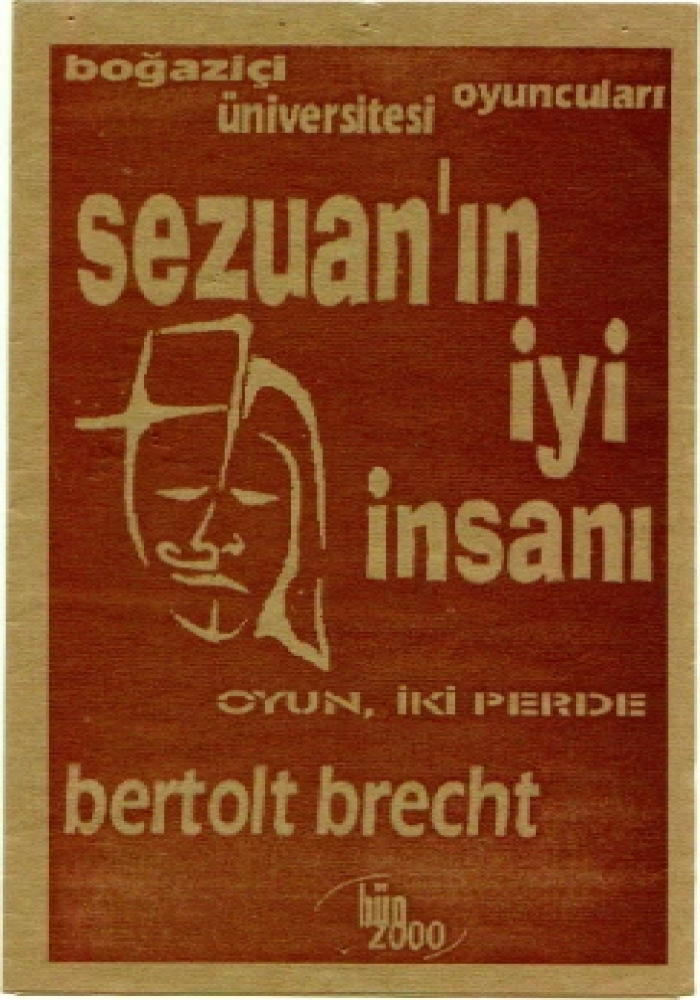 boğaziçi
üniversitesi
oyuncuları
sezuan'ın
iyi
insanı
OYUN, İKİ PERDE
bertolt brecht
büo
2000